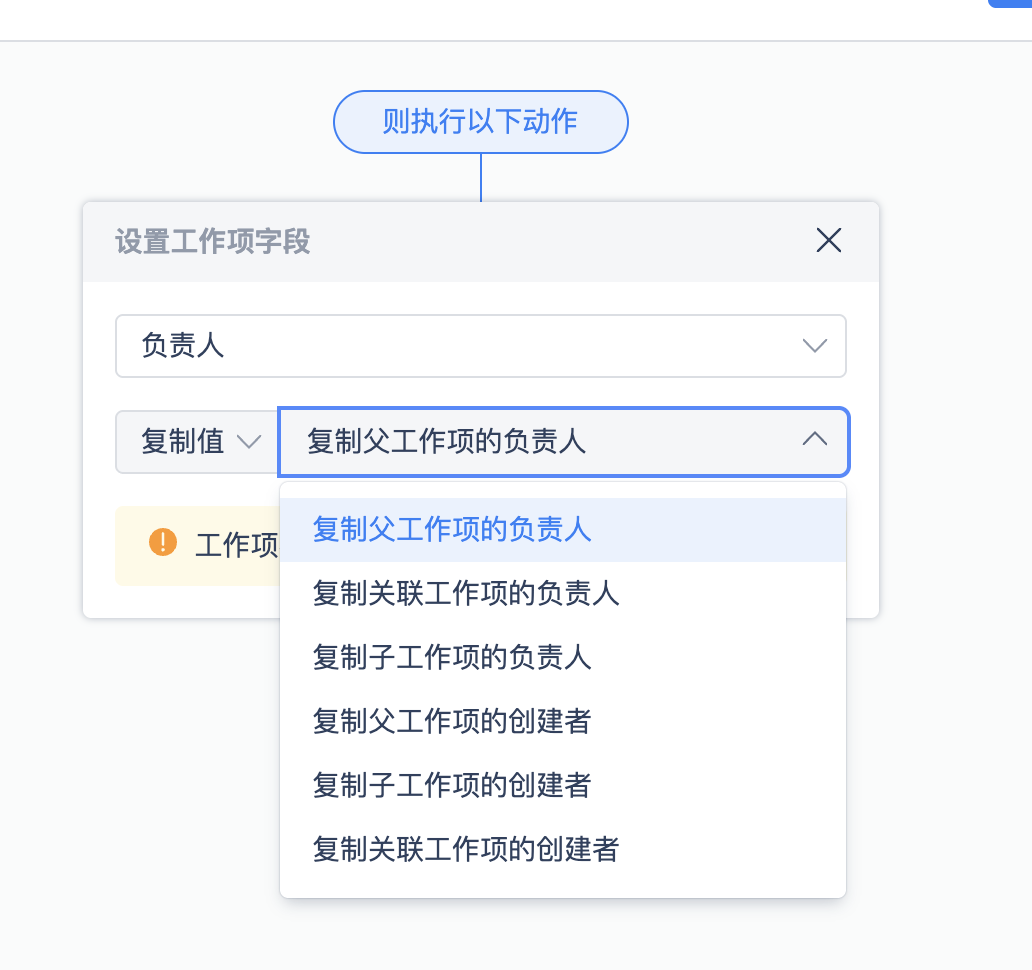 则执行以下动作
设置工作项字段
负责人
复制值 复制父工作项的负责人
工作项
复制父工作项的负责人
复制关联工作项的负责人
复制子工作项的负责人
复制父工作项的创建者
复制子工作项的创建者
复制关联工作项的创建者